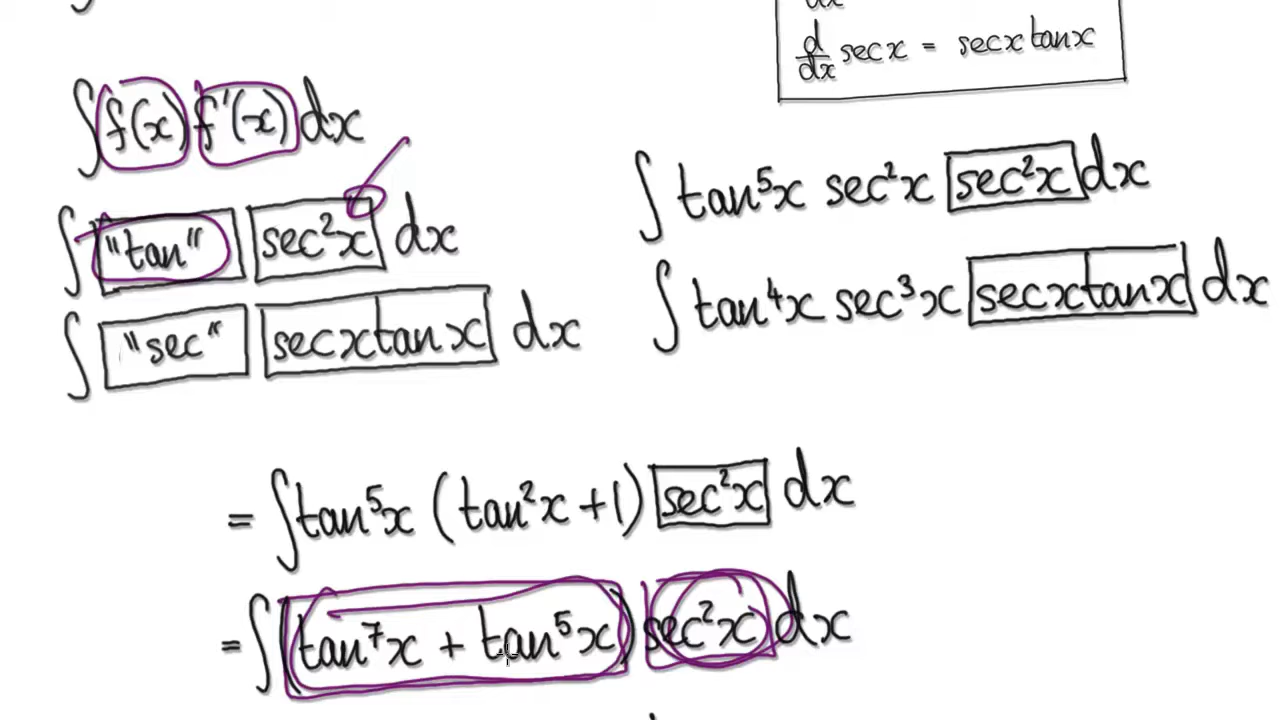 d/dx sec x = sec x tan x
∫ f(x) f'(x) dx
∫ "tan" sec²x dx
∫ "sec" sec x tan x dx
∫ tan⁵x sec²x sec²x dx
∫ tan⁴x sec³x sec x tan x dx
= ∫ tan⁵x (tan²x + 1) sec²x dx
= ∫ (tan⁷x + tan⁵x) sec²x dx